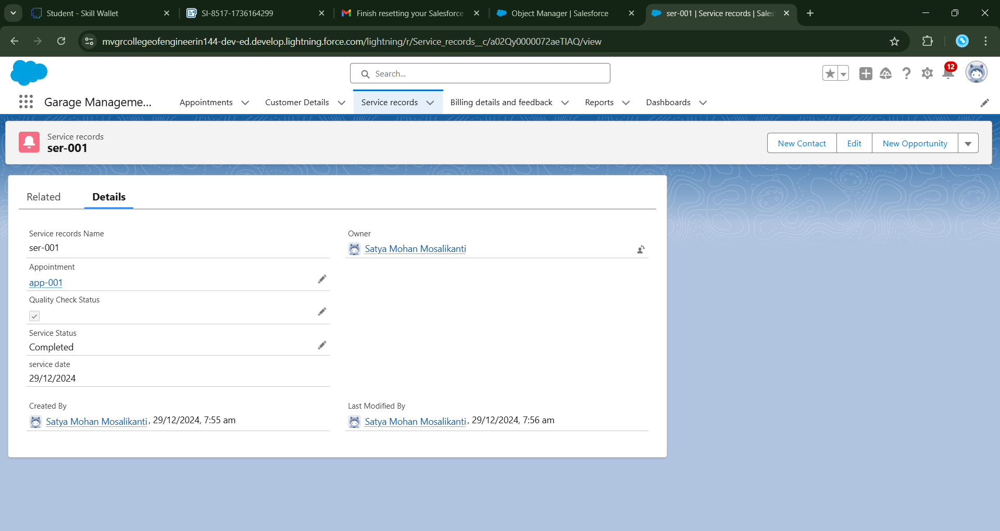 Student - Skill Wallet
SI-8517-1736164299
Finish resetting your Salesforce
Object Manager | Salesforce
ser-001 | Service records | Sales
mvgrcollegeofengineerin144-dev-ed.develop.lightning.force.com/lightning/r/Service_records__c/a02Qy0000072aeTIAQ/view
Search...
12
Garage Manageme...
Appointments
Customer Details
Service records
Billing details and feedback
Reports
Dashboards
Service records
ser-001
New Contact
Edit
New Opportunity
Related
Details
Service records Name
ser-001
Owner
Satya Mohan Mosalikanti
Appointment
app-001
Quality Check Status
Service Status
Completed
service date
29/12/2024
Created By
Satya Mohan Mosalikanti, 29/12/2024, 7:55 am
Last Modified By
Satya Mohan Mosalikanti, 29/12/2024, 7:56 am